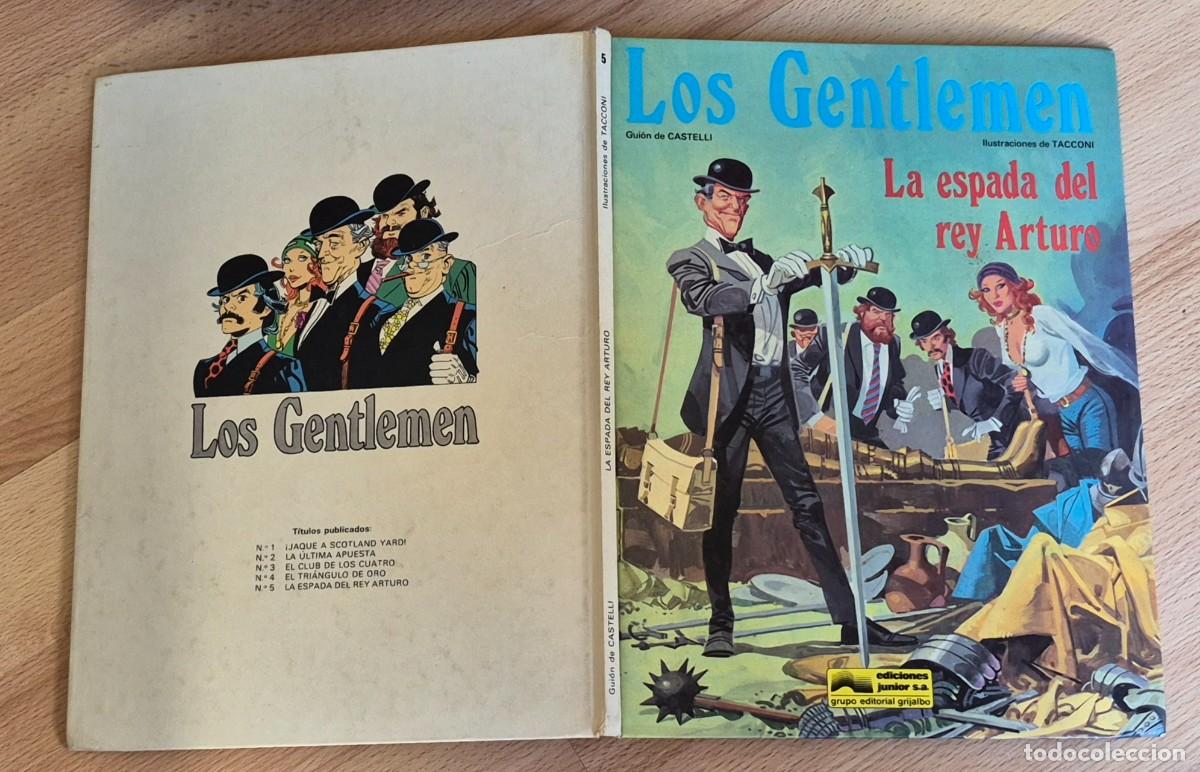 Los Gentlemen
Títulos publicados:
N.º 1 ¡JAQUE A SCOTLAND YARD!
N.º 2 LA ÚLTIMA APUESTA
N.º 3 EL CLUB DE LOS CUATRO
N.º 4 EL TRIÁNGULO DE ORO
N.º 5 LA ESPADA DEL REY ARTURO
5
Ilustraciones de TACCONI
LA ESPADA DEL REY ARTURO
Guión de CASTELLI
Los Gentlemen
Guión de CASTELLI
Ilustraciones de TACCONI
La espada del
rey Arturo
ediciones
junior s.a.
grupo editorial grijalbo
todocoleccion